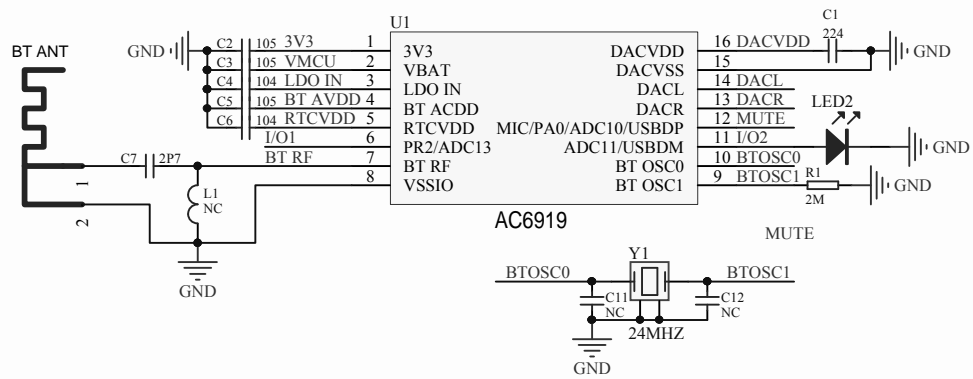 U1
C1
BT ANT
GND
C2 105 3V3 1 3V3
C3 105 VMCU 2 VBAT
C4 104 LDO IN 3 LDO IN
C5 105 BT AVDD 4 BT ACDD
C6 104 RTCVDD 5 RTCVDD
I/O1 6 PR2/ADC13
C7 2P7 BT RF 7 BT RF
8 VSSIO
DACVDD 16 DACVDD 224 GND
DACVSS 15
DACL 14 DACL
DACR 13 DACR LED2
MIC/PA0/ADC10/USBDP 12 MUTE
ADC11/USBDM 11 I/O2 GND
BT OSC0 10 BTOSC0
BT OSC1 9 BTOSC1 R1 GND
2M
1
L1
NC
2
AC6919
MUTE
GND
Y1
BTOSC0 BTOSC1
C11 C12
NC NC
24MHZ
GND